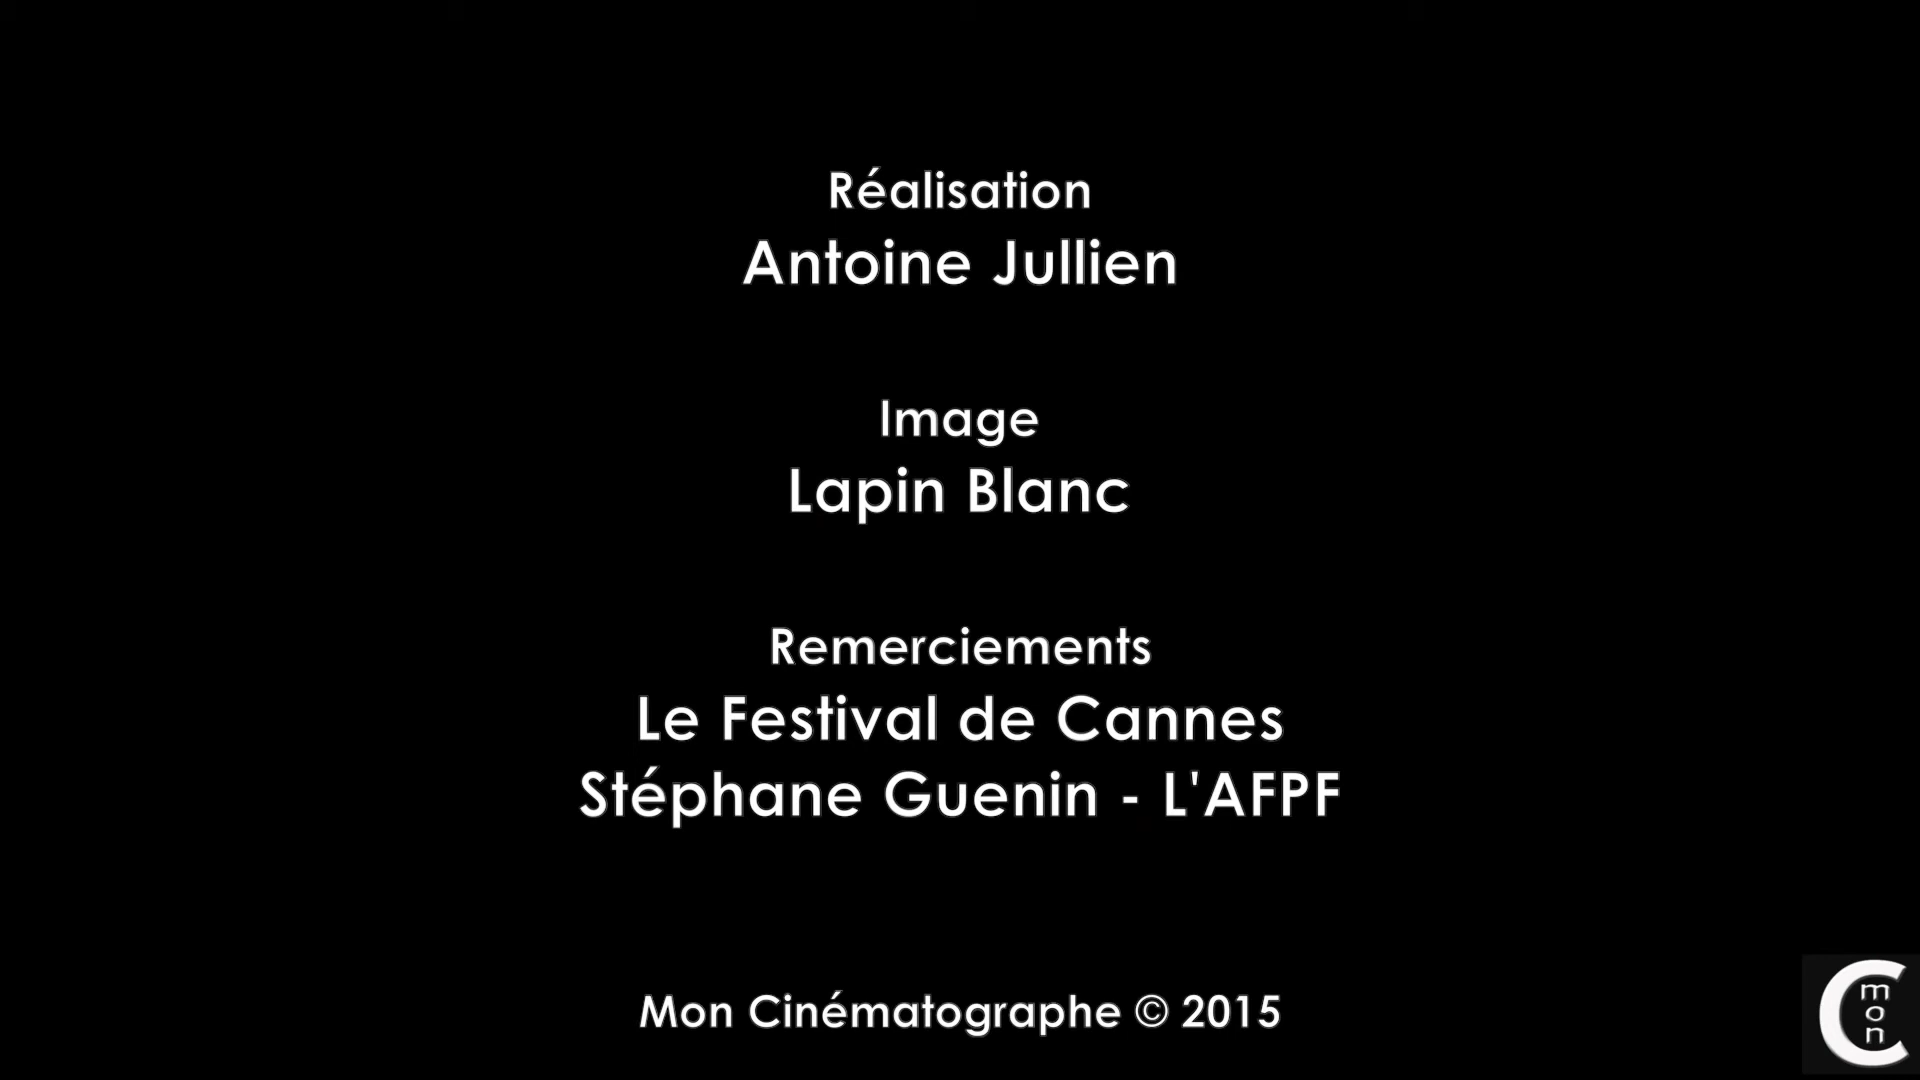 Réalisation
Antoine Jullien
Image
Lapin Blanc
Remerciements
Le Festival de Cannes
Stéphane Guenin - L'AFPF
Mon Cinématographe © 2015
C
mon